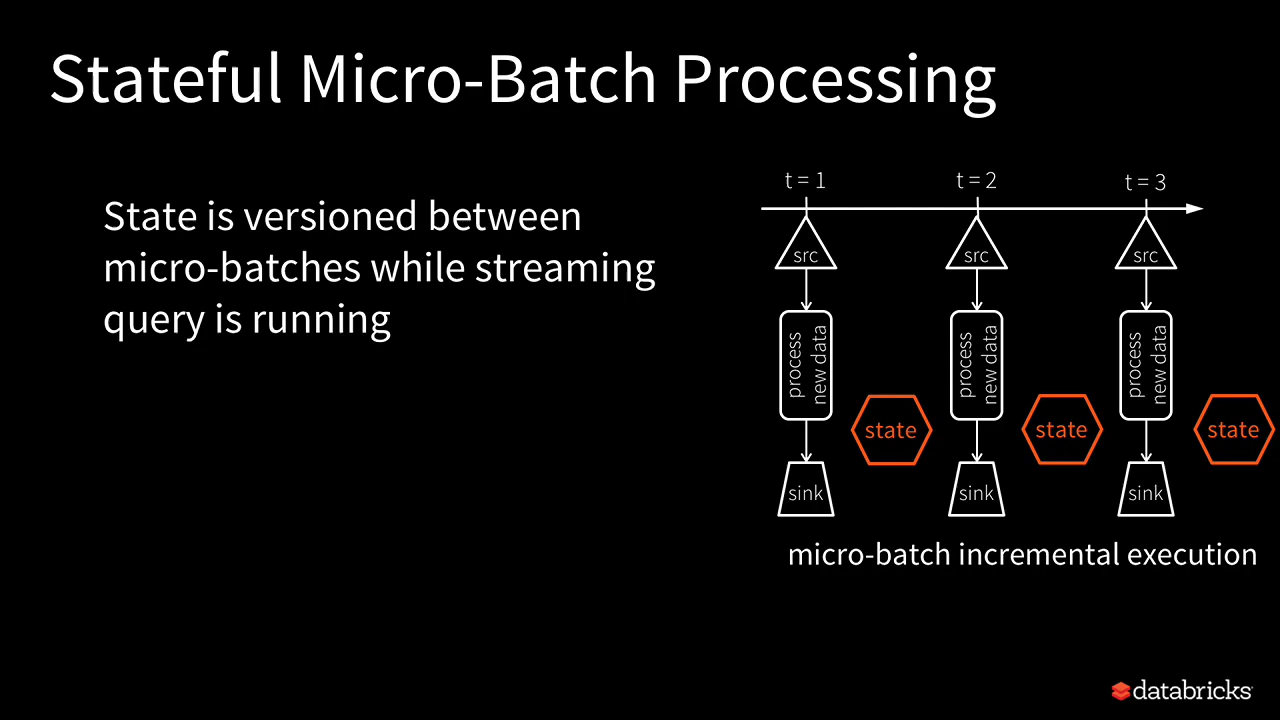 Stateful Micro-Batch Processing
State is versioned between
micro-batches while streaming
query is running
t = 1
t = 2
t = 3
src
src
src
process
new data
process
new data
process
new data
state
state
state
sink
sink
sink
micro-batch incremental execution
databricks